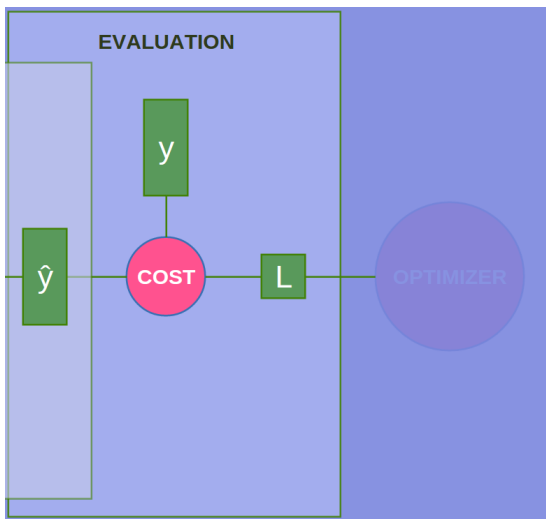 EVALUATION
y
ŷ
COST
L
OPTIMIZER